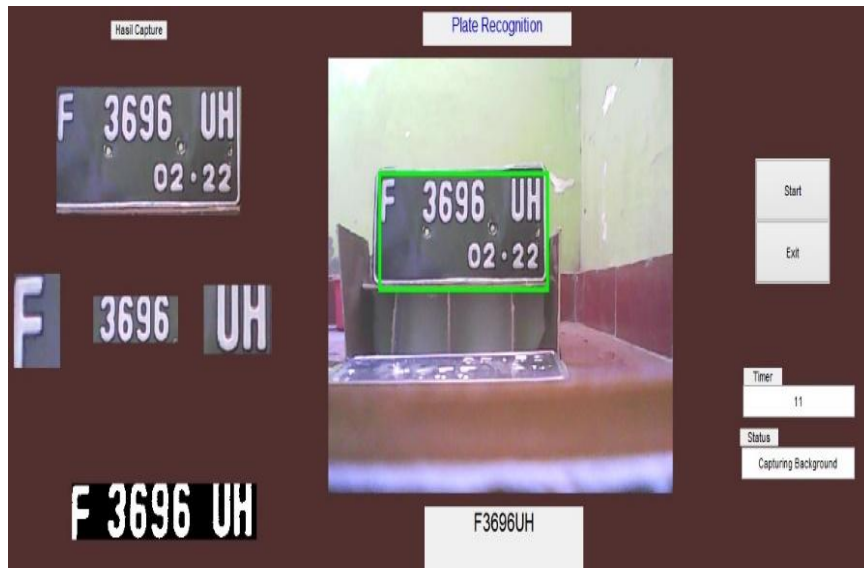 Hasil Capture
Plate Recognition
F 3696 UH
02·22
F 3696 UH
02·22
Start
Exit
F
3696
UH
Timer
11
Status
Capturing Background
F 3696 UH
F3696UH